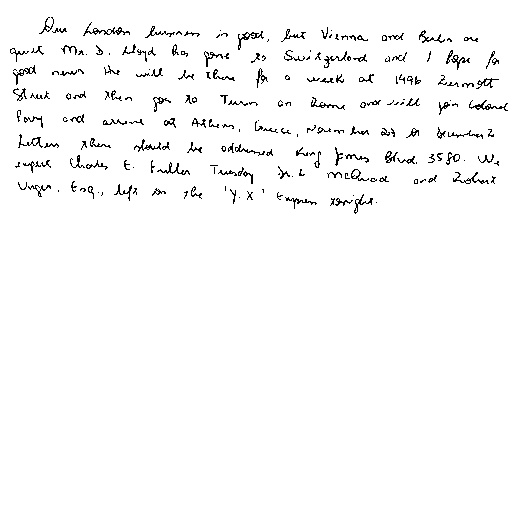 Our London business is good, but Vienna and Berlin are
quiet Mr. D. Lloyd has gone to Switzerland and I hope for
good news He will be there for a week at 1496 Zermott
Street and then goes to Turin an Rome and will join Colonel
Parry and arrive at Athens, Greece, November 27 or December 2
Letters there should be addressed King James Blvd. 3580. We
expect Charles E. Fuller Tuesday Dr. L McQuaid and Robert
Unger, Esq., left on the 'Y.X' Express tonight.